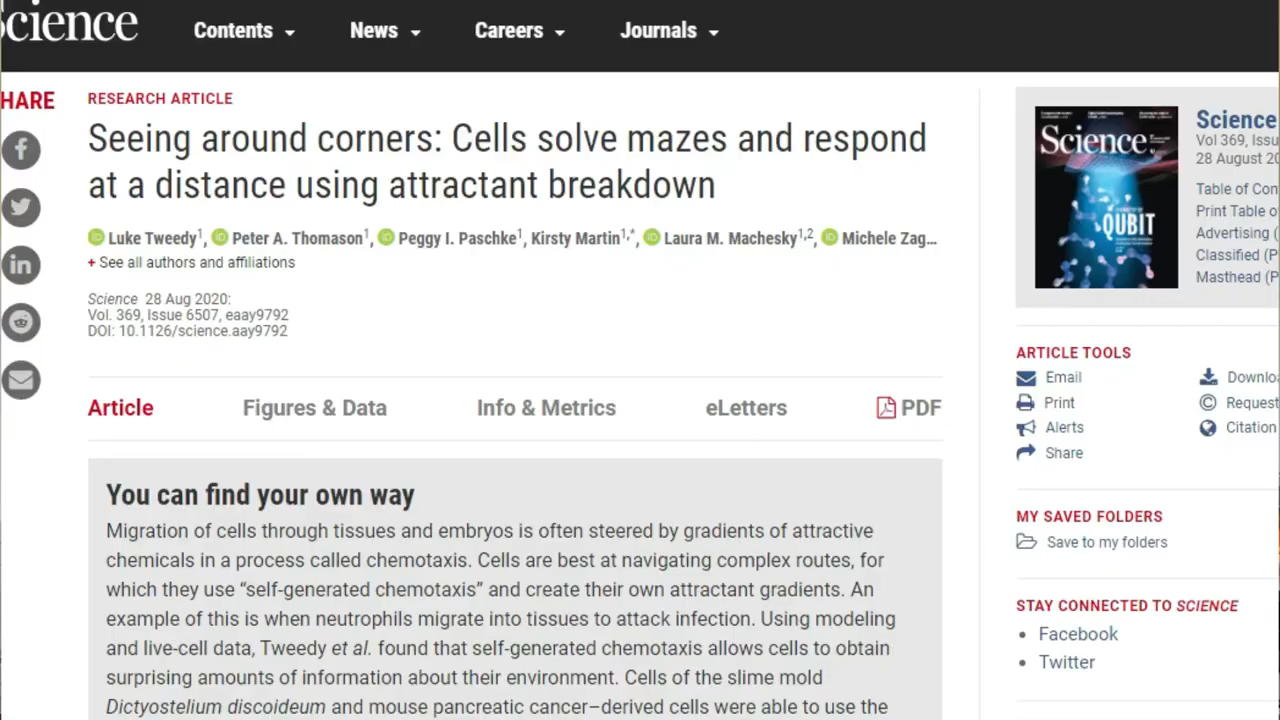 cience
Contents News Careers Journals
HARE
RESEARCH ARTICLE
Seeing around corners: Cells solve mazes and respond
at a distance using attractant breakdown
Luke Tweedy1, Peter A. Thomason1, Peggy I. Paschke1, Kirsty Martin1,*, Laura M. Machesky1,2, Michele Zag…
+ See all authors and affiliations
Science 28 Aug 2020:
Vol. 369, Issue 6507, eaay9792
DOI: 10.1126/science.aay9792
Article Figures & Data Info & Metrics eLetters PDF
You can find your own way
Migration of cells through tissues and embryos is often steered by gradients of attractive
chemicals in a process called chemotaxis. Cells are best at navigating complex routes, for
which they use “self-generated chemotaxis” and create their own attractant gradients. An
example of this is when neutrophils migrate into tissues to attack infection. Using modeling
and live-cell data, Tweedy et al. found that self-generated chemotaxis allows cells to obtain
surprising amounts of information about their environment. Cells of the slime mold
Dictyostelium discoideum and mouse pancreatic cancer–derived cells were able to use the
Science
QUBIT
Science
Vol 369, Issu
28 August 20
Table of Con
Print Table o
Advertising (
Classified (P
Masthead (P
ARTICLE TOOLS
Email Downloa
Print Request
Alerts Citation
Share
MY SAVED FOLDERS
Save to my folders
STAY CONNECTED TO SCIENCE
• Facebook
• Twitter